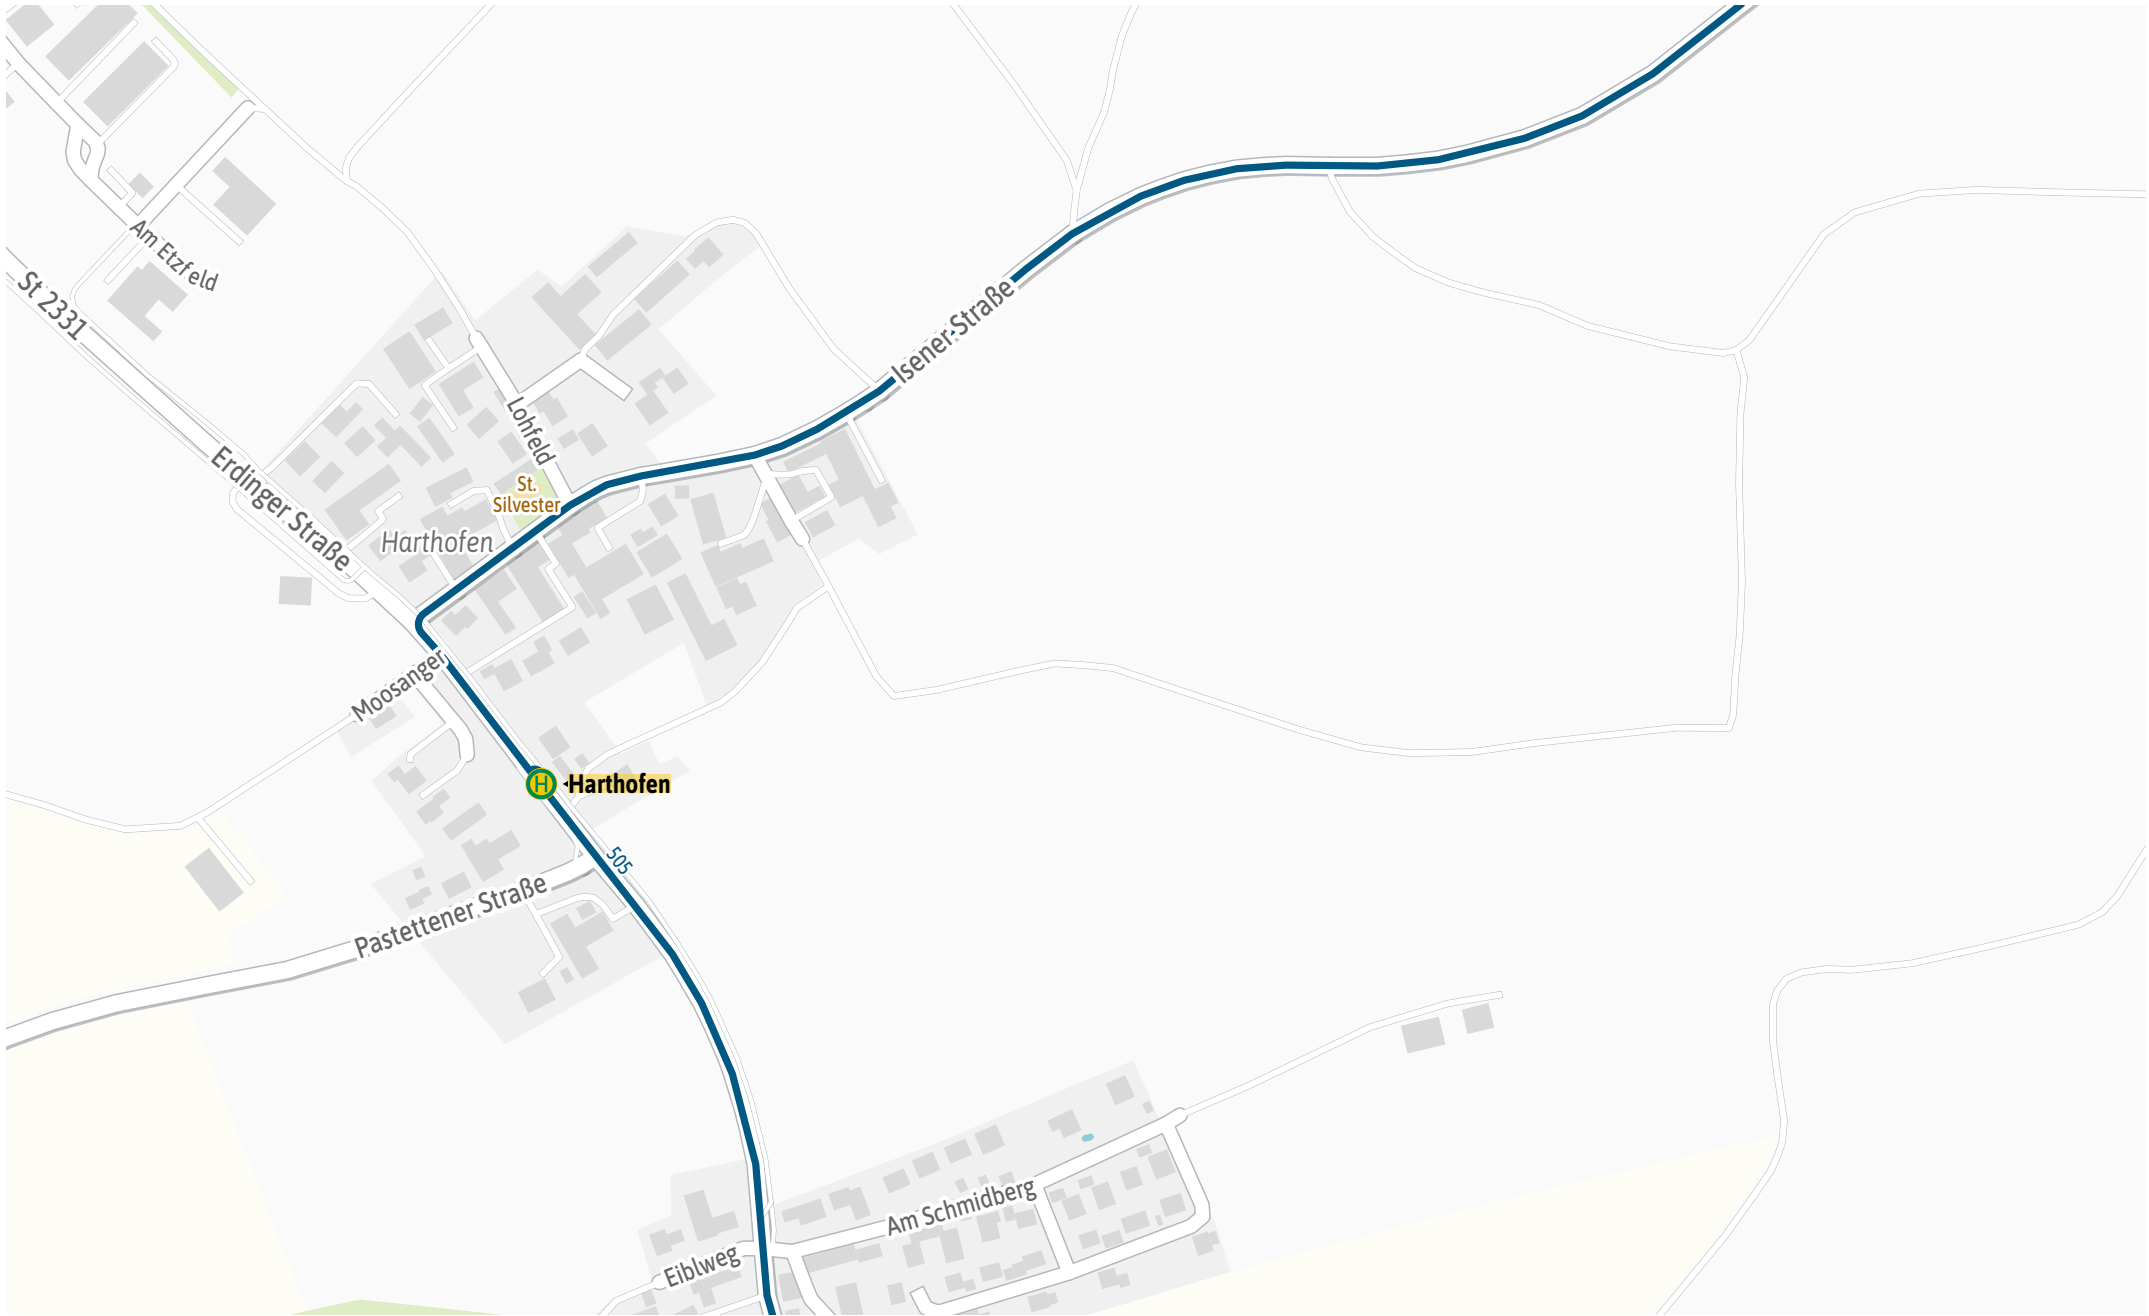 Am Etzfeld
St 2331
Isener Straße
Lohfeld
Erdinger Straße
St.
Silvester
Harthofen
Moosanger
H
Harthofen
505
Pastettener Straße
Am Schmidberg
Eiblweg